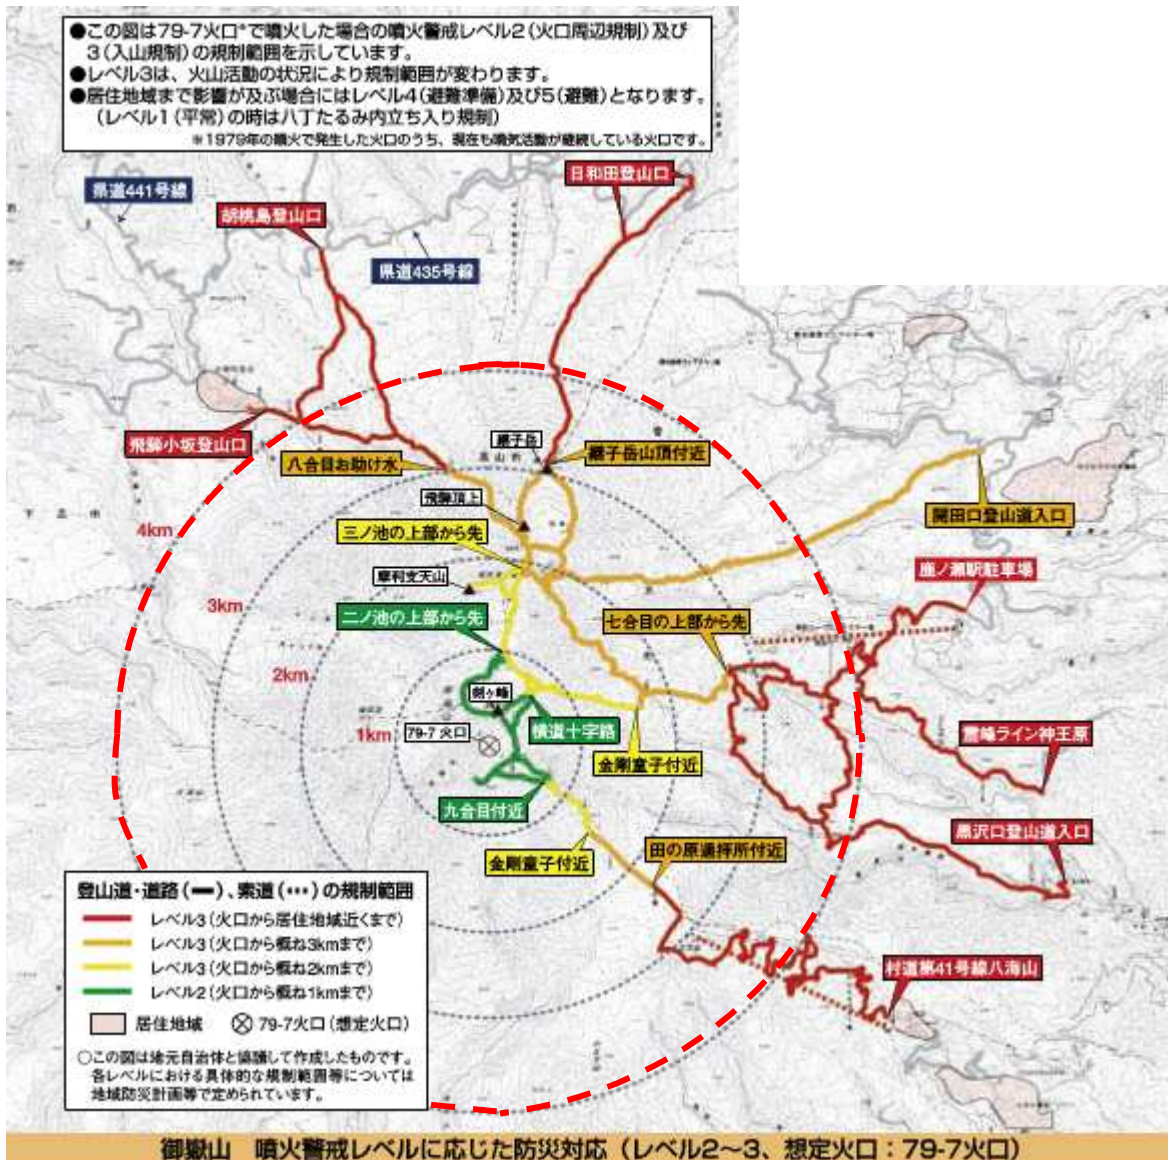 ●この図は79-7火口*で噴火した場合の噴火警戒レベル2(火口周辺規制)及び
3(入山規制)の規制範囲を示しています。
●レベル3は、火山活動の状況により規制範囲が変わります。
●居住地域まで影響が及ぶ場合にはレベル4(避難準備)及び5(避難)となります。
(レベル1(平常)の時は八丁たるみ内立ち入り規制)
※1979年の噴火で発生した火口のうち、現在も噴気活動が継続している火口です。
日和田登山口
県道441号線
胡桃島登山口
県道435号線
飛騨小坂登山口
八合目お助け水
継子岳
継子岳山頂付近
飛騨頂上
開田口登山道入口
4km
三ノ池の上部から先
摩利支天山
鹿ノ瀬駅駐車場
3km
二ノ池の上部から先
七合目の上部から先
2km
剣ヶ峰
1km
79-7 火口
横道十字路
霊峰ライン神王原
金剛童子付近
九合目付近
黒沢口登山道入口
金剛童子付近
田の原遥拝所付近
村道第41号線八海山
登山道・道路(━)、索道(・・・)の規制範囲
レベル3(火口から居住地域近くまで)
レベル3(火口から概ね3kmまで)
レベル3(火口から概ね2kmまで)
レベル2(火口から概ね1kmまで)
居住地域 79-7火口(想定火口)
○この図は地元自治体と協議して作成したものです。
各レベルにおける具体的な規制範囲等については
地域防災計画等で定められています。
御嶽山 噴火警戒レベルに応じた防災対応(レベル2~3、想定火口:79-7火口)